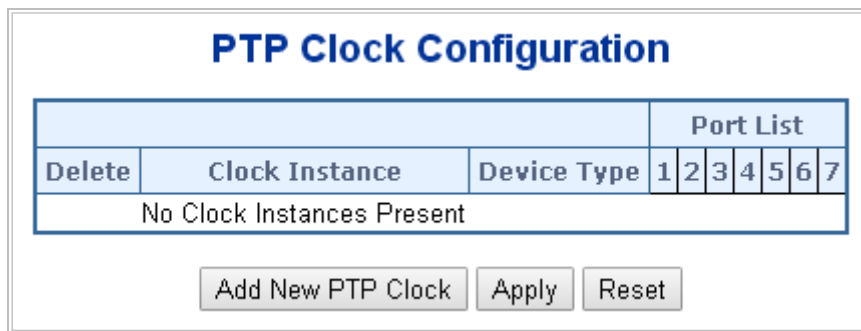 PTP Clock Configuration
Port List
Delete Clock Instance Device Type 1 2 3 4 5 6 7
No Clock Instances Present
Add New PTP Clock Apply Reset